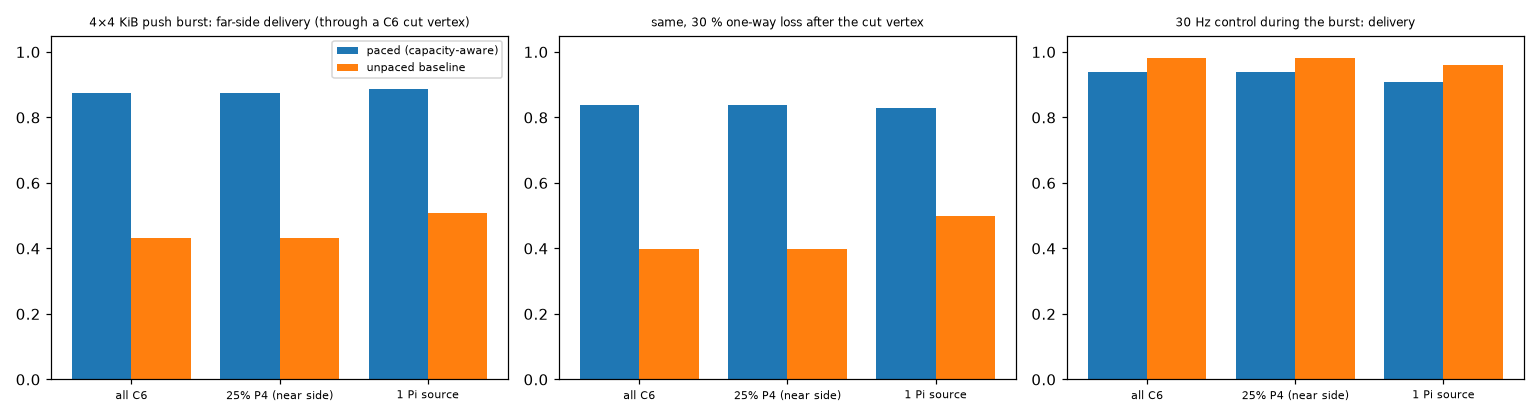 4×4 KiB push burst: far-side delivery (through a C6 cut vertex)
1.0
0.8
0.6
0.4
0.2
0.0
paced (capacity-aware)
unpaced baseline
all C6
25% P4 (near side)
1 Pi source
same, 30 % one-way loss after the cut vertex
1.0
0.8
0.6
0.4
0.2
0.0
all C6
25% P4 (near side)
1 Pi source
30 Hz control during the burst: delivery
1.0
0.8
0.6
0.4
0.2
0.0
all C6
25% P4 (near side)
1 Pi source